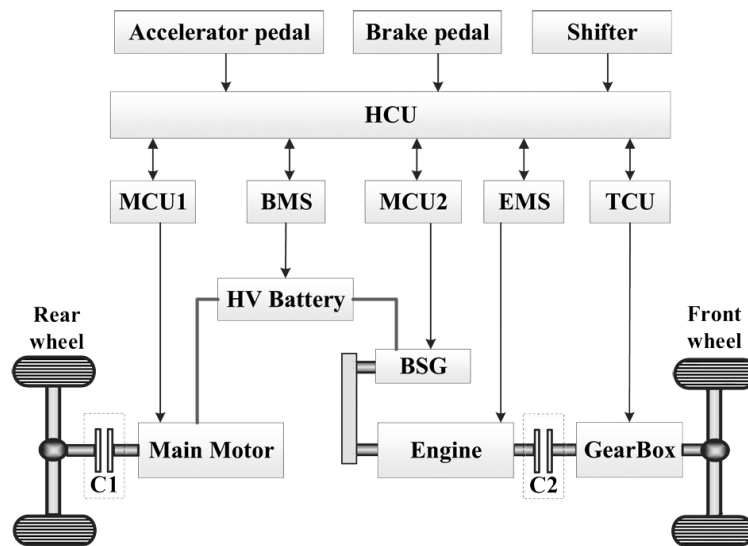 Accelerator pedal
Brake pedal
Shifter
HCU
MCU1
BMS
MCU2
EMS
TCU
HV Battery
Rear
wheel
Front
wheel
BSG
Main Motor
Engine
GearBox
C1
C2